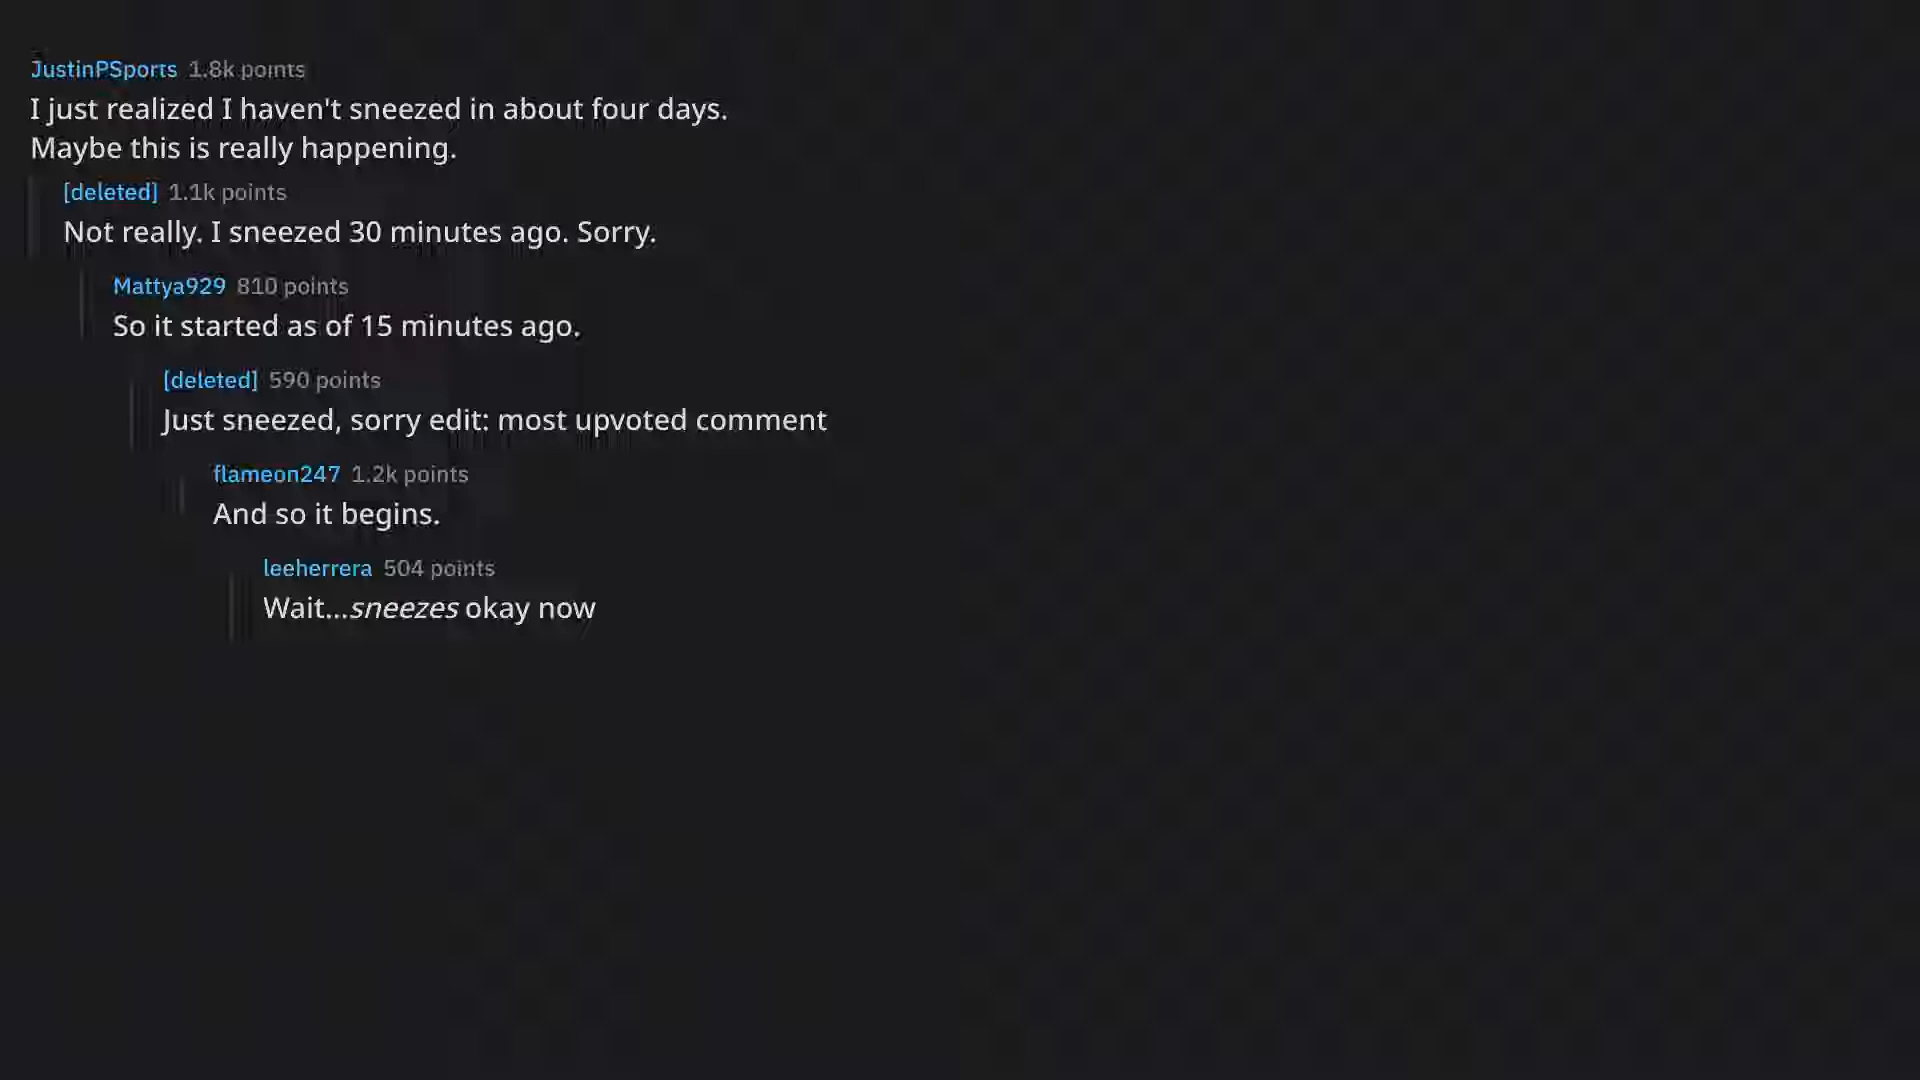 JustinPSports 1.8k points
I just realized I haven't sneezed in about four days.
Maybe this is really happening.
[deleted] 1.1k points
Not really. I sneezed 30 minutes ago. Sorry.
Mattya929 810 points
So it started as of 15 minutes ago.
[deleted] 590 points
Just sneezed, sorry edit: most upvoted comment
flameon247 1.2k points
And so it begins.
leeherrera 504 points
Wait...sneezes okay now